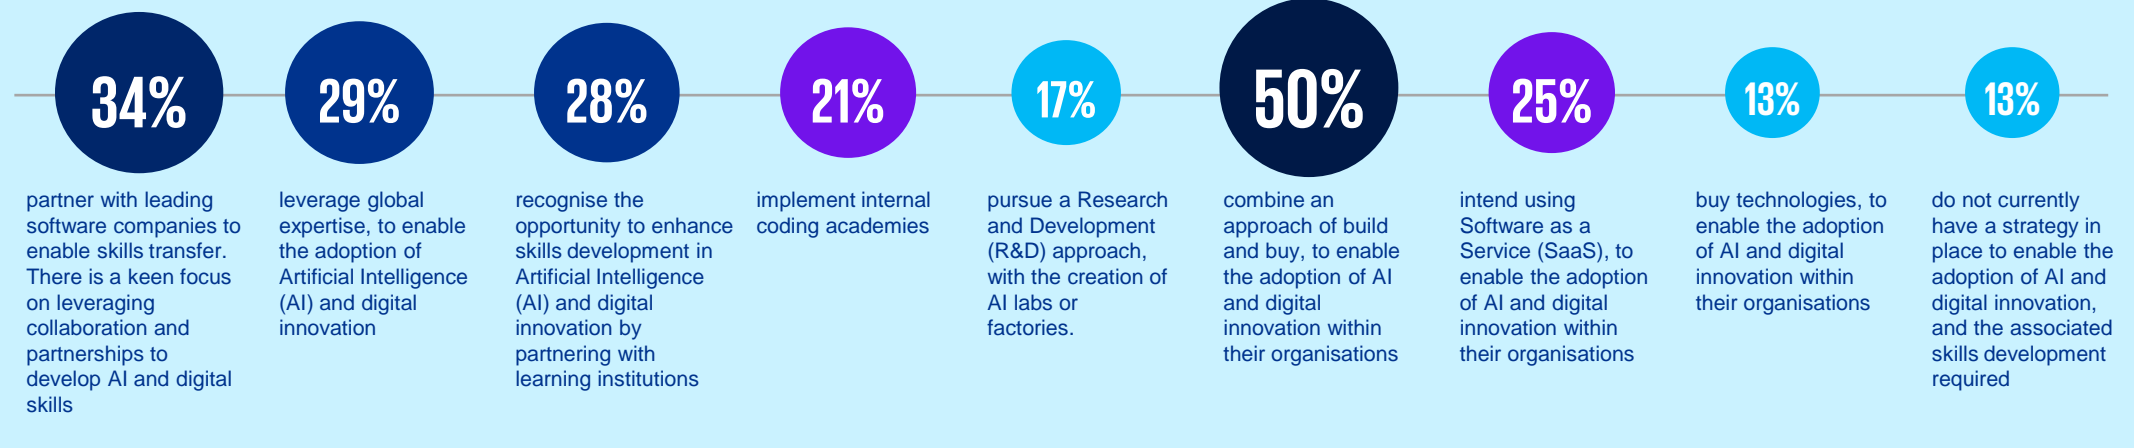 34%
partner with leading
software companies to
enable skills transfer.
There is a keen focus
on leveraging
collaboration and
partnerships to
develop AI and digital
skills
29%
leverage global
expertise, to enable
the adoption of
Artificial Intelligence
(AI) and digital
innovation
28%
recognise the
opportunity to enhance
skills development in
Artificial Intelligence
(AI) and digital
innovation by
partnering with
learning institutions
21%
implement internal
coding academies
17%
pursue a Research
and Development
(R&D) approach,
with the creation of
AI labs or
factories.
50%
combine an
approach of build
and buy, to enable
the adoption of AI
and digital
innovation within
their organisations
25%
intend using
Software as a
Service (SaaS), to
enable the adoption
of AI and digital
innovation within
their organisations
13%
buy technologies, to
enable the adoption
of AI and digital
innovation within
their organisations
13%
do not currently
have a strategy in
place to enable the
adoption of AI and
digital innovation,
and the associated
skills development
required